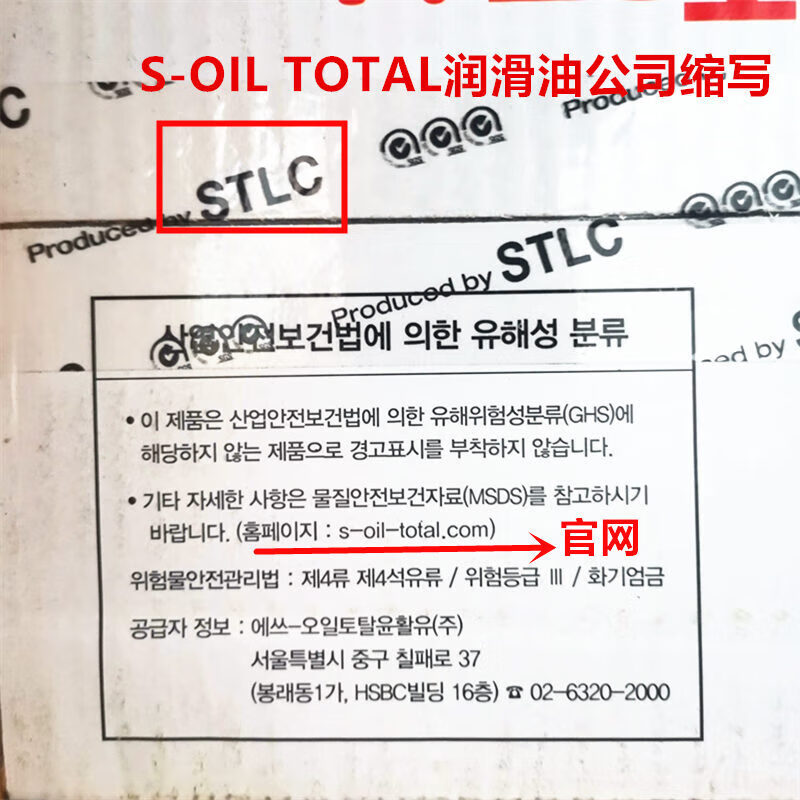 S-OIL TOTAL润滑油公司缩写
Produced
Produced by STLC
Produced by STLC
ed by
산업안전보건법에 의한 유해성 분류
• 이 제품은 산업안전보건법에 의한 유해위험성분류(GHS)에
해당하지 않는 제품으로 경고표시를 부착하지 않습니다.
• 기타 자세한 사항은 물질안전보건자료(MSDS)를 참고하시기
바랍니다. (홈페이지 : s-oil-total.com)
官网
위험물안전관리법 : 제4류 제4석유류 / 위험등급 Ⅲ / 화기엄금
공급자 정보 : 에쓰-오일토탈윤활유(주)
서울특별시 중구 칠패로 37
(봉래동1가, HSBC빌딩 16층) ☎ 02-6320-2000